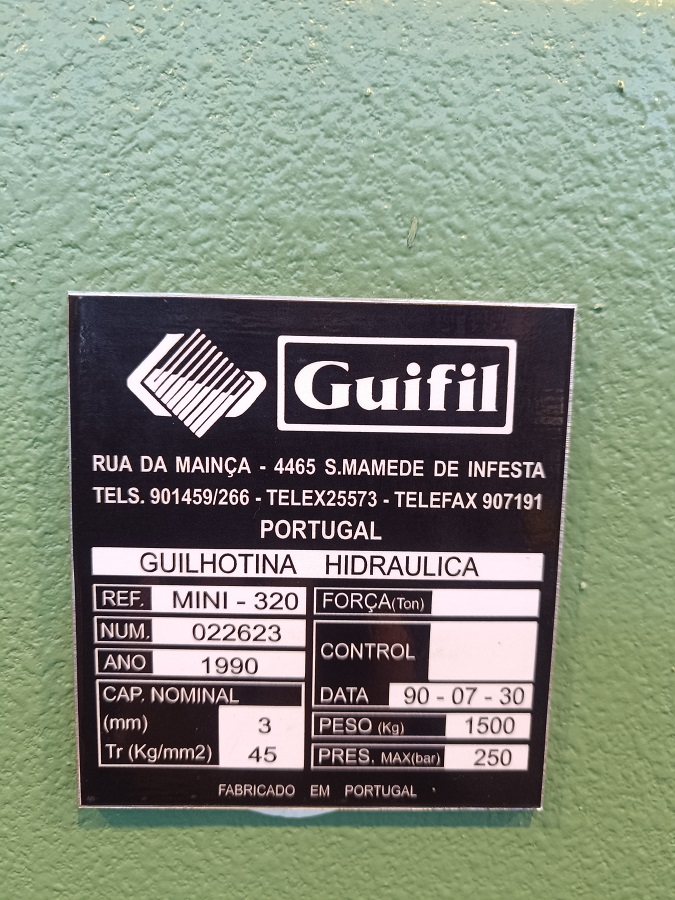 Guifil
RUA DA MAINÇA - 4465 S.MAMEDE DE INFESTA
TELS. 901459/266 - TELEX25573 - TELEFAX 907191
PORTUGAL
GUILHOTINA HIDRAULICA
REF. MINI - 320
NUM. 022623
ANO 1990
CAP. NOMINAL
(mm) 3
Tr (Kg/mm2) 45
FORÇA(Ton)
CONTROL
DATA 90 - 07 - 30
PESO (Kg) 1500
PRES. MAX(bar) 250
FABRICADO EM PORTUGAL